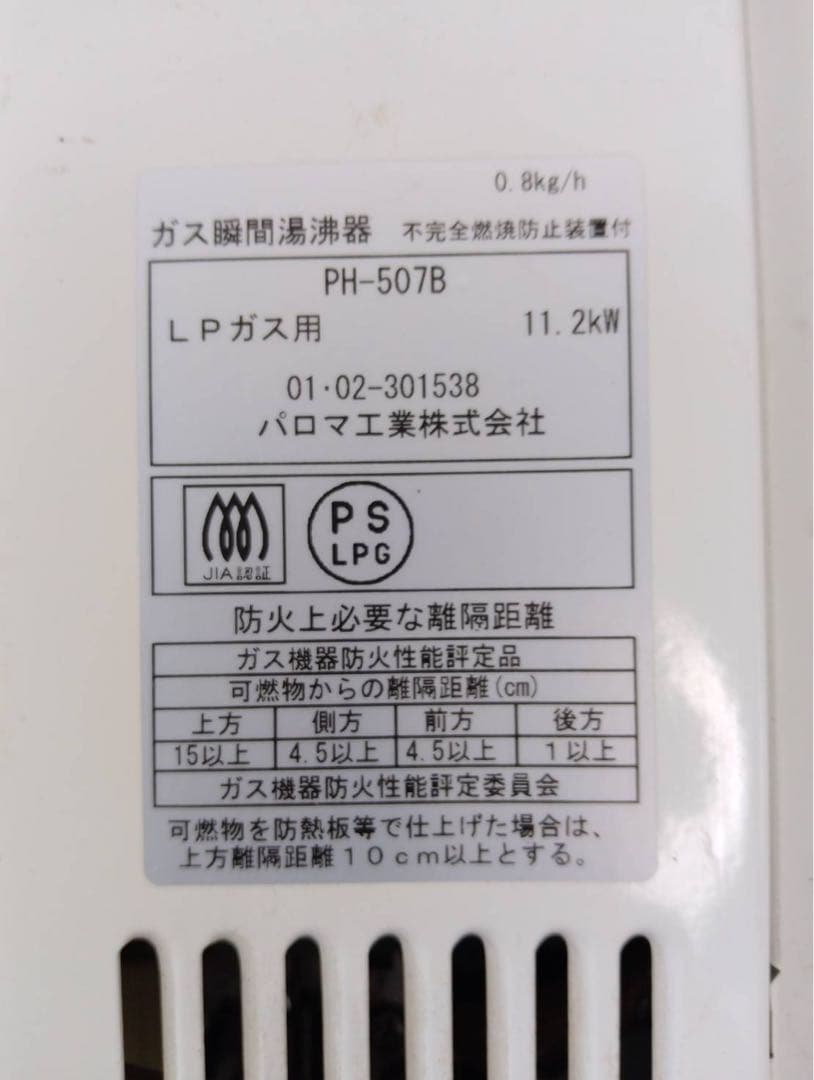 0.8kg/h
ガス瞬間湯沸器 不完全燃焼防止装置付
PH-507B
LPガス用 11.2kW
01・02-301538
パロマ工業株式会社
JIA認証
PS
LPG
防火上必要な離隔距離
ガス機器防火性能評定品
可燃物からの離隔距離(cm)
上方 側方 前方 後方
15以上 4.5以上 4.5以上 1以上
ガス機器防火性能評定委員会
可燃物を防熱板等で仕上げた場合は、
上方離隔距離10cm以上とする。